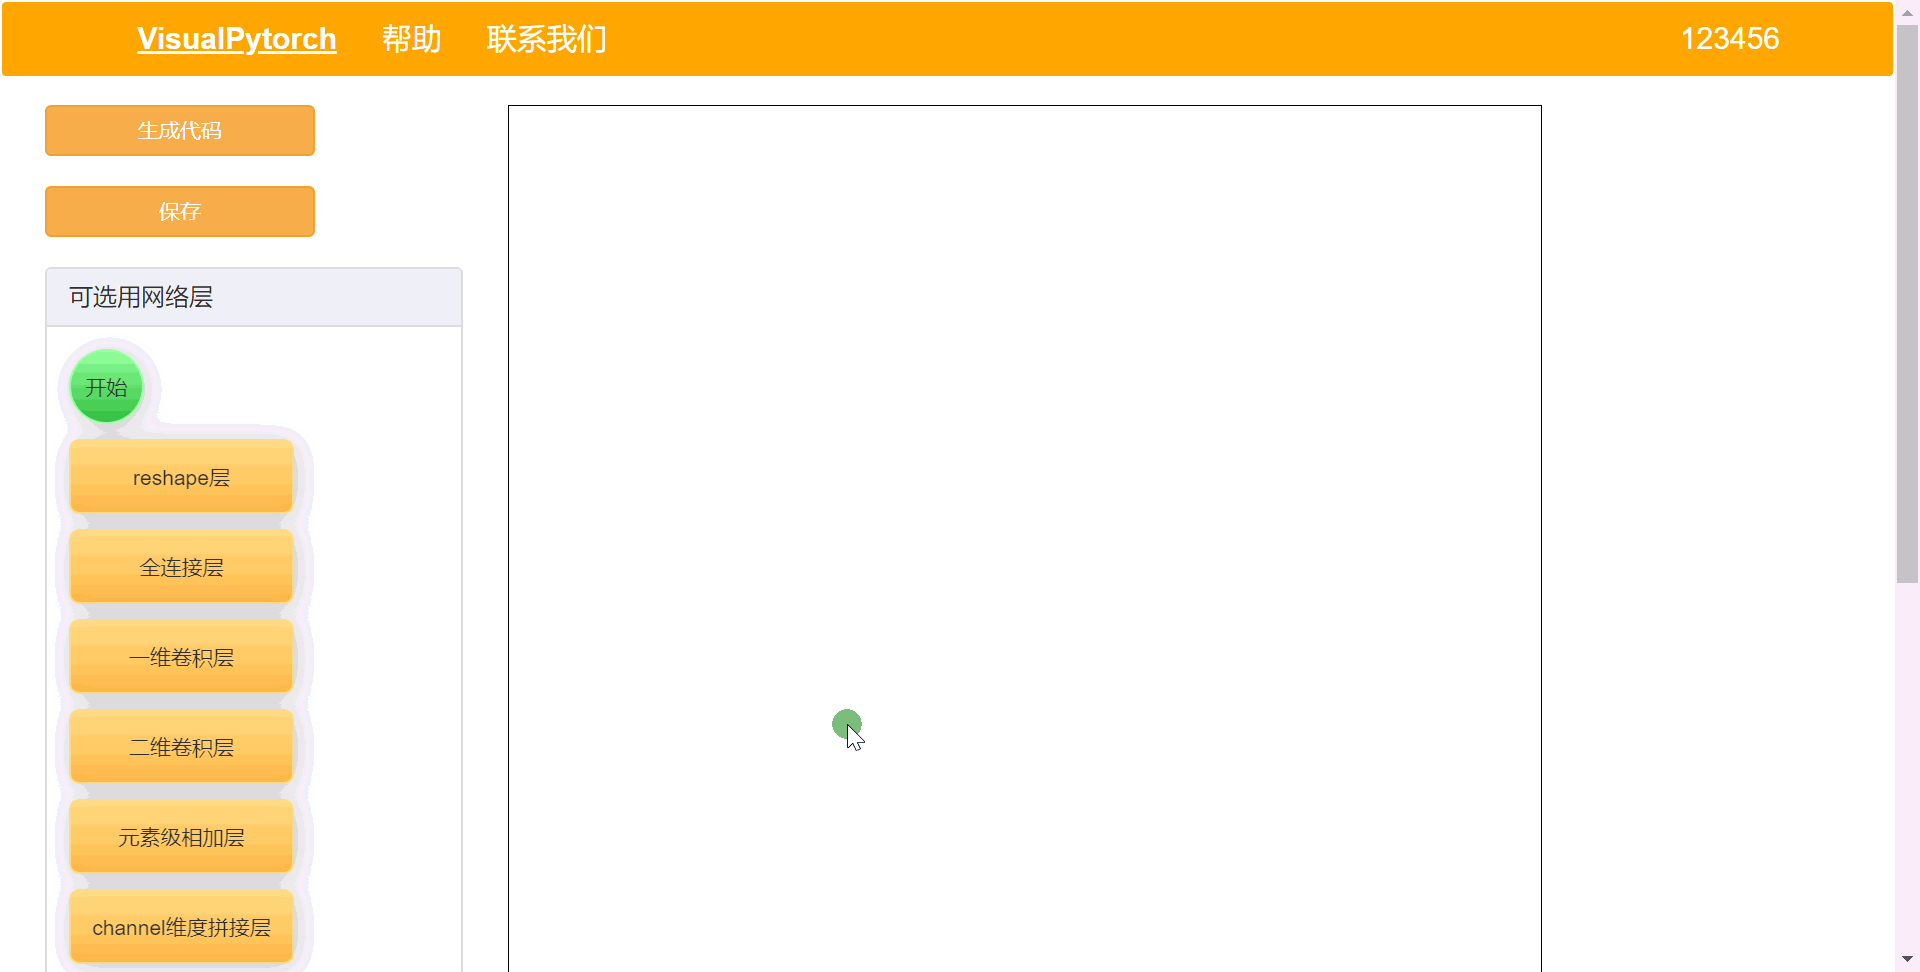 VisualPytorch 帮助 联系我们 123456
生成代码
保存
可选用网络层
开始
reshape层
全连接层
一维卷积层
二维卷积层
元素级相加层
channel维度拼接层